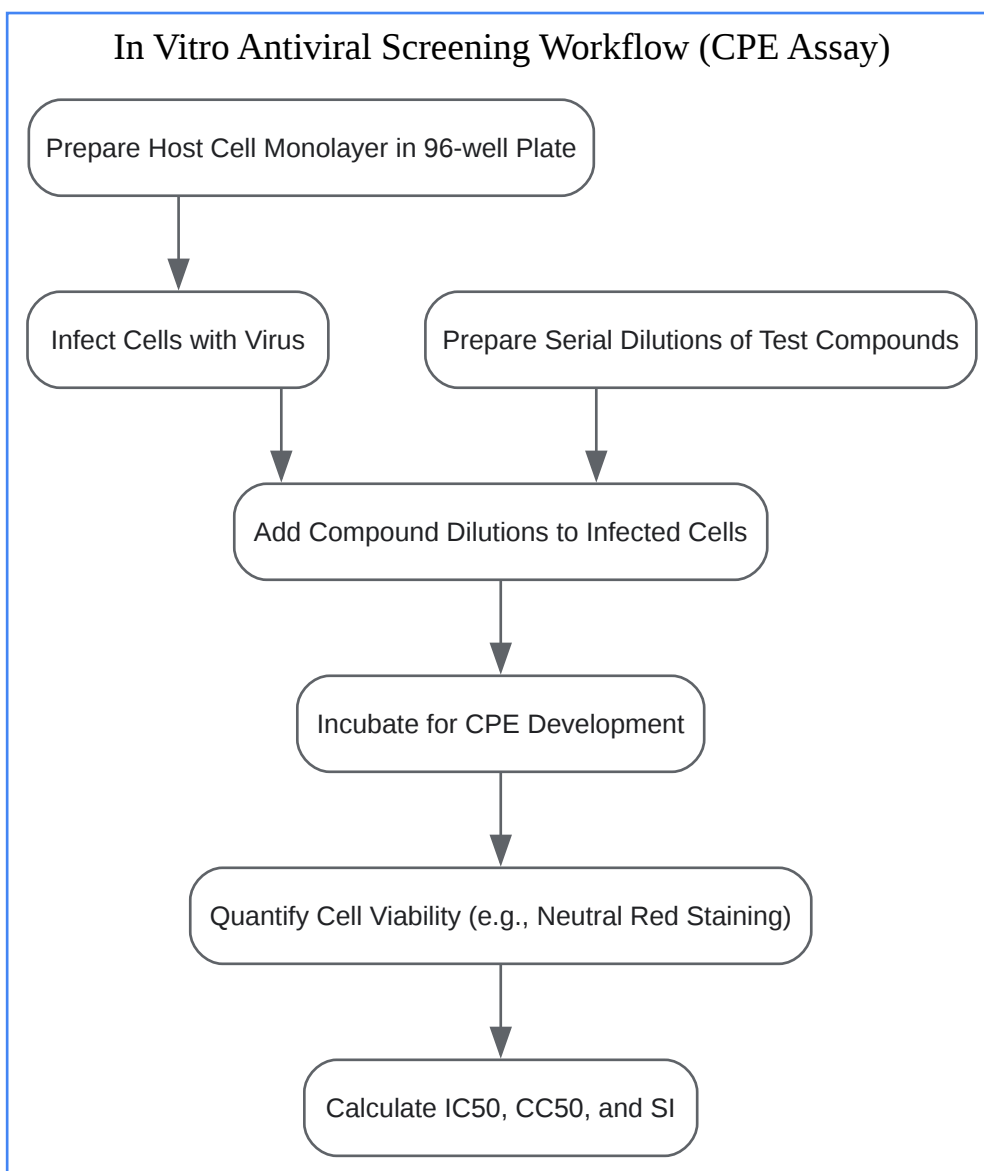 In Vitro Antiviral Screening Workflow (CPE Assay)
Prepare Host Cell Monolayer in 96-well Plate
Infect Cells with Virus
Prepare Serial Dilutions of Test Compounds
Add Compound Dilutions to Infected Cells
Incubate for CPE Development
Quantify Cell Viability (e.g., Neutral Red Staining)
Calculate IC50, CC50, and SI